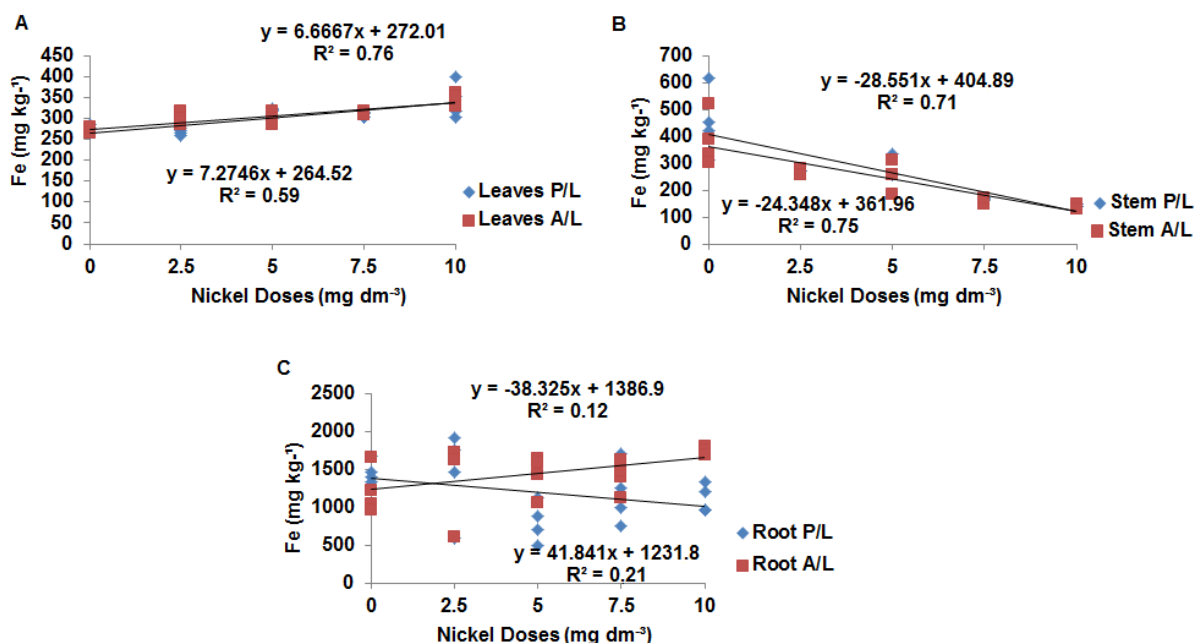 A
y = 6.6667x + 272.01
R² = 0.76
450
400
350
300
250
200
150
100
50
0
Fe (mg kg⁻¹)
y = 7.2746x + 264.52
R² = 0.59
Leaves P/L
Leaves A/L
0 2.5 5 7.5 10
Nickel Doses (mg dm⁻³)
B
700
600
500
400
300
200
100
0
Fe (mg kg⁻¹)
y = -28.551x + 404.89
R² = 0.71
y = -24.348x + 361.96
R² = 0.75
Stem P/L
Stem A/L
0 2.5 5 7.5 10
Nickel Doses (mg dm⁻³)
C
2500
2000
1500
1000
500
0
Fe (mg kg⁻¹)
y = -38.325x + 1386.9
R² = 0.12
y = 41.841x + 1231.8
R² = 0.21
Root P/L
Root A/L
0 2.5 5 7.5 10
Nickel Doses (mg dm⁻³)